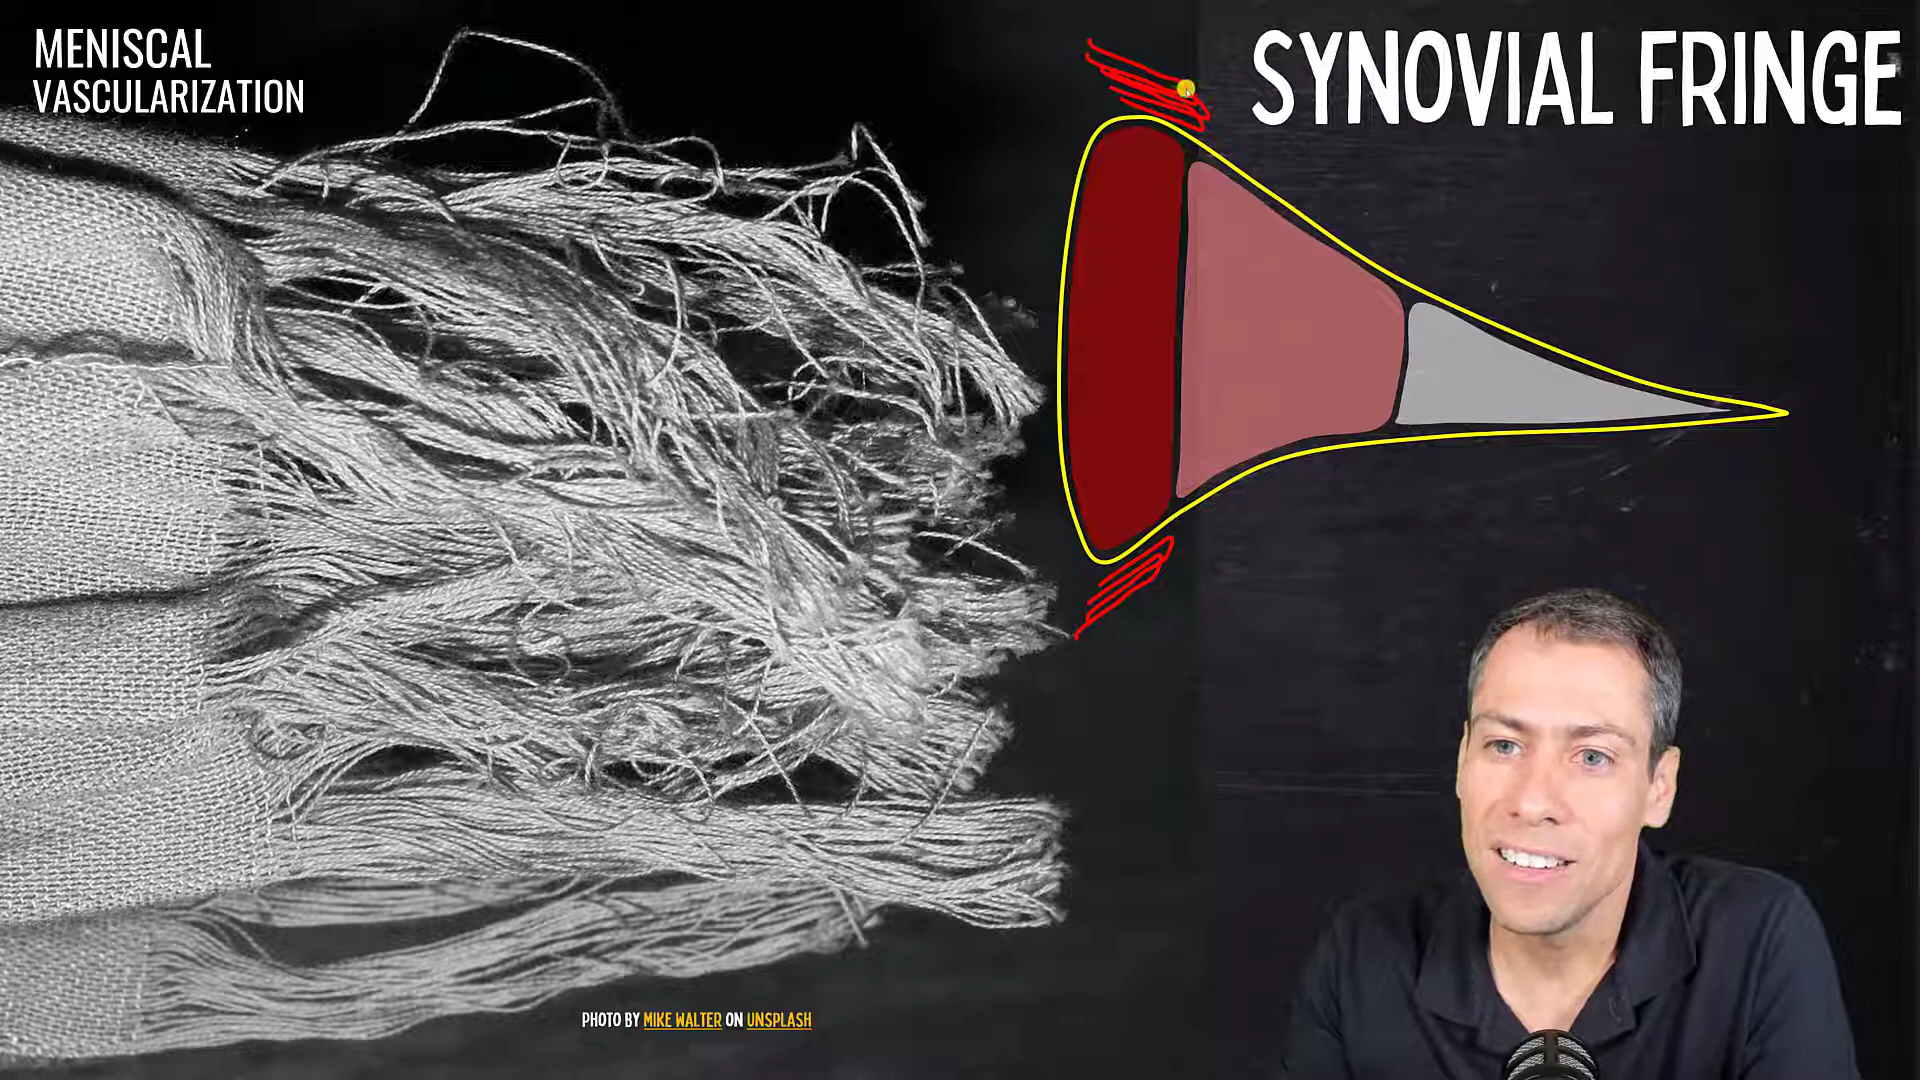 MENISCAL
VASCULARIZATION
SYNOVIAL FRINGE
PHOTO BY MIKE WALTER ON UNSPLASH